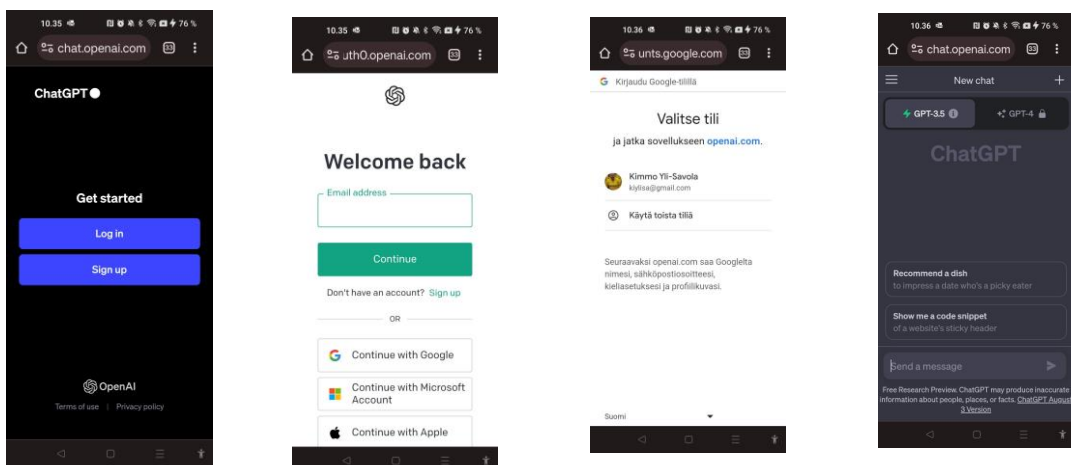 10.35
76 %
chat.openai.com
33
ChatGPT
Get started
Log in
Sign up
OpenAI
Terms of use | Privacy policy
10.35
76 %
uth0.openai.com
33
Welcome back
Email address
Continue
Don't have an account? Sign up
OR
Continue with Google
Continue with Microsoft
Account
Continue with Apple
10.36
76 %
unts.google.com
33
Kirjaudu Google-tilillä
Valitse tili
ja jatka sovellukseen openai.com.
Kimmo Yli-Savola
kiylisa@gmail.com
Käytä toista tiliä
Seuraavaksi openai.com saa Googlelta
nimesi, sähköpostiosoitteesi,
kieliasetuksesi ja profiilikuvasi.
Suomi
10.36
76 %
chat.openai.com
33
New chat
GPT-3.5
GPT-4
ChatGPT
Recommend a dish
to impress a date who's a picky eater
Show me a code snippet
of a website's sticky header
Send a message
Free Research Preview. ChatGPT may produce inaccurate
information about people, places, or facts. ChatGPT August
3 Version